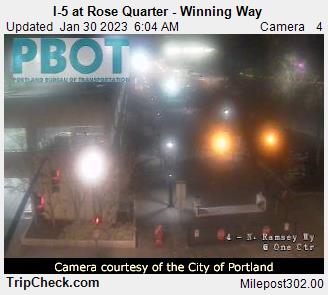 I-5 at Rose Quarter - Winning Way
Updated Jan 30 2023 6:04 AM Camera 4
PBOT
PORTLAND BUREAU OF TRANSPORTATION
4 - N. Ramsey Wy
@ One Ctr
Camera courtesy of the City of Portland
TripCheck.com Milepost302.00